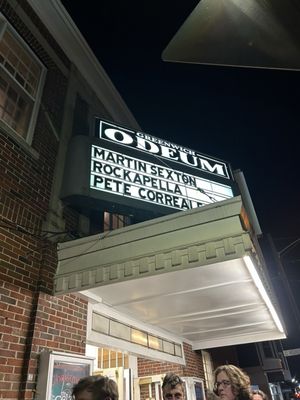 GREENWICH
ODEUM
MARTIN SEXTON
ROCKAPELLA
PETE CORREALE